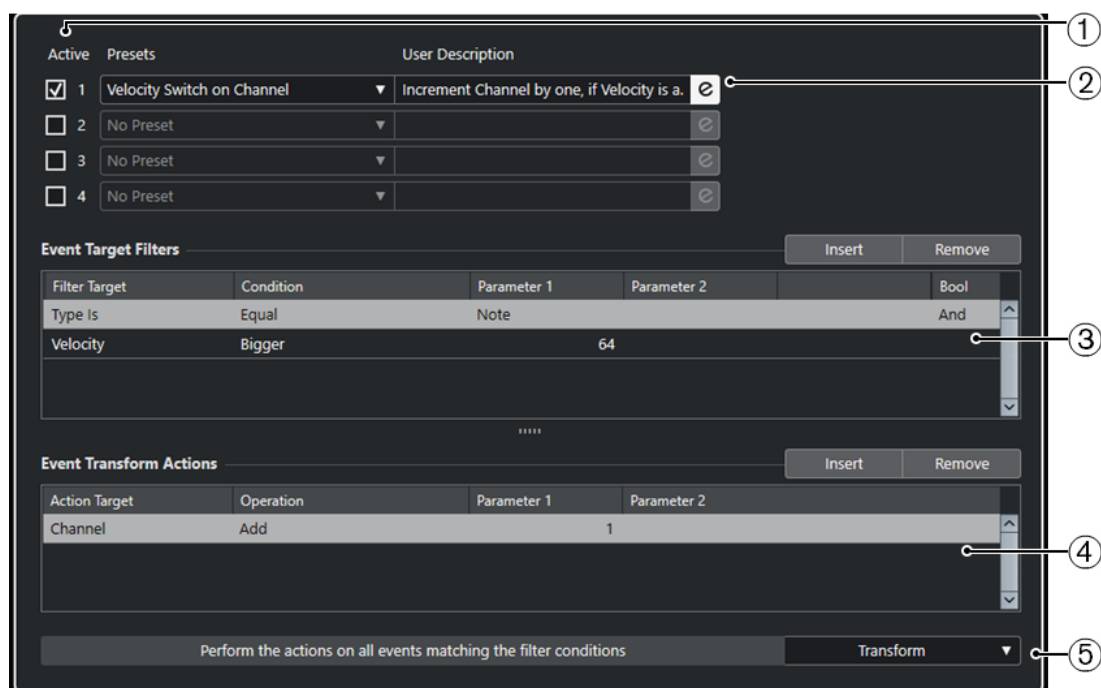 ①
Active Presets User Description
1 Velocity Switch on Channel ▼ Increment Channel by one, if Velocity is a. e
②
2 No Preset ▼ e
3 No Preset ▼ e
4 No Preset ▼ e
Event Target Filters Insert Remove
Filter Target Condition Parameter 1 Parameter 2 Bool
Type Is Equal Note And
Velocity Bigger 64
③
Event Transform Actions Insert Remove
Action Target Operation Parameter 1 Parameter 2
Channel Add 1
④
Perform the actions on all events matching the filter conditions Transform ▼
⑤